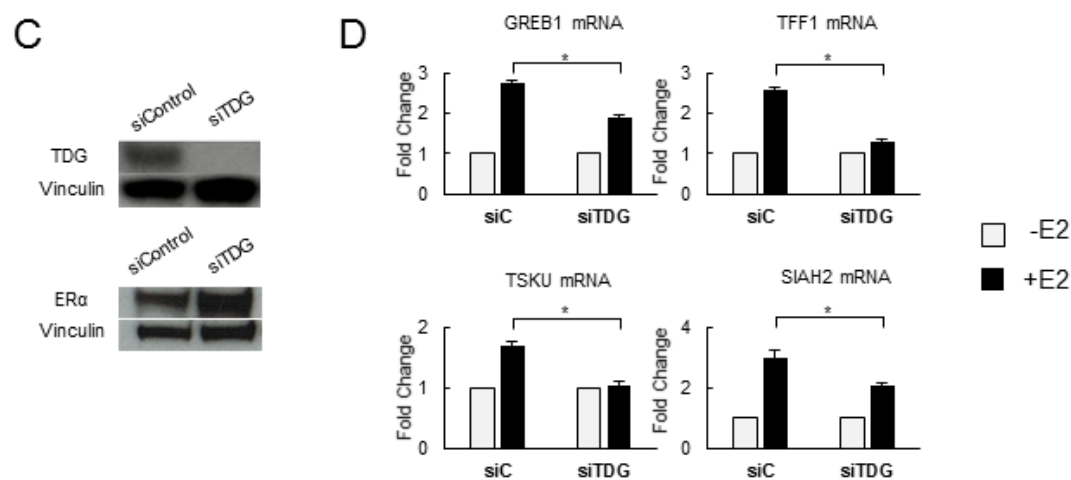 C
siControl siTDG
TDG
Vinculin
siControl siTDG
ERα
Vinculin
D
GREB1 mRNA
Fold Change
3
2
1
0
*
siC siTDG
TFF1 mRNA
Fold Change
3
2
1
0
*
siC siTDG
TSKU mRNA
Fold Change
2
1
0
*
siC siTDG
SIAH2 mRNA
Fold Change
4
2
0
*
siC siTDG
-E2
+E2